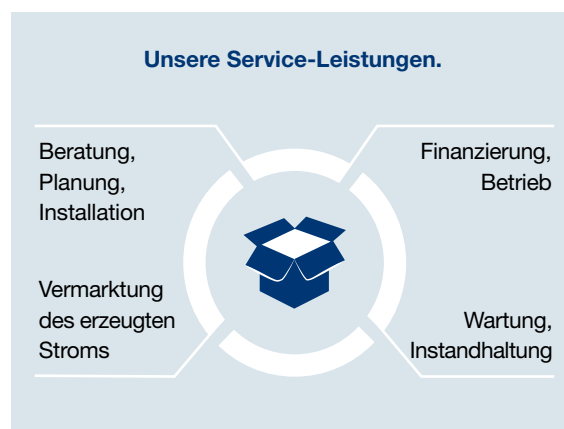 Unsere Service-Leistungen.
Beratung,
Planung,
Installation
Finanzierung,
Betrieb
Vermarktung
des erzeugten
Stroms
Wartung,
Instandhaltung